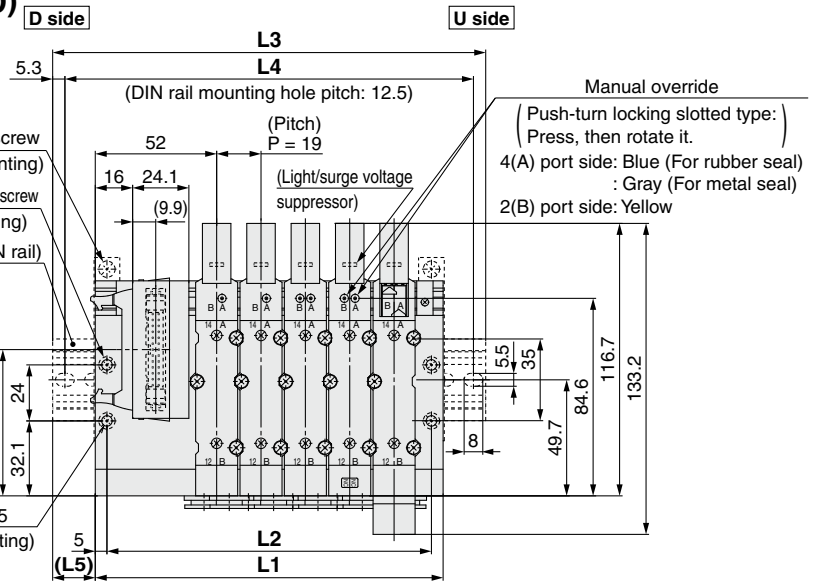 D side
U side
L3
5.3
L4
(DIN rail mounting hole pitch: 12.5)
Manual override
Push-turn locking slotted type:
Press, then rotate it.
4(A) port side: Blue (For rubber seal)
: Gray (For metal seal)
2(B) port side: Yellow
(Pitch)
P = 19
52
16
24.1
(9.9)
(Light/surge voltage
suppressor)
crew
nting)
screw
ng)
N rail)
B A
A
B A
B A
B A
14 A
14 A
14 A
14 A
14 A
5.5
35
116.7
133.2
84.6
49.7
8
24
32.1
12 B
12 B
12 B
12 B
12 B
5
ting)
5
L2
(L5)
L1